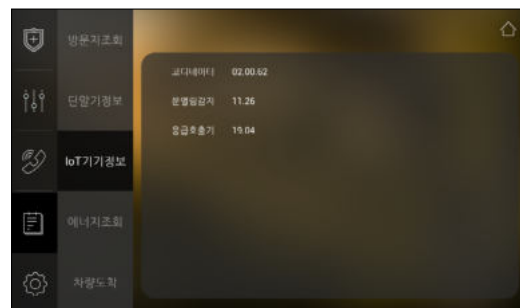 방문자조회
단말기정보
IoT기기정보
에너지조회
차량도착
코디네이터 02.00.62
문열림감지 11.26
응급호출기 19.04